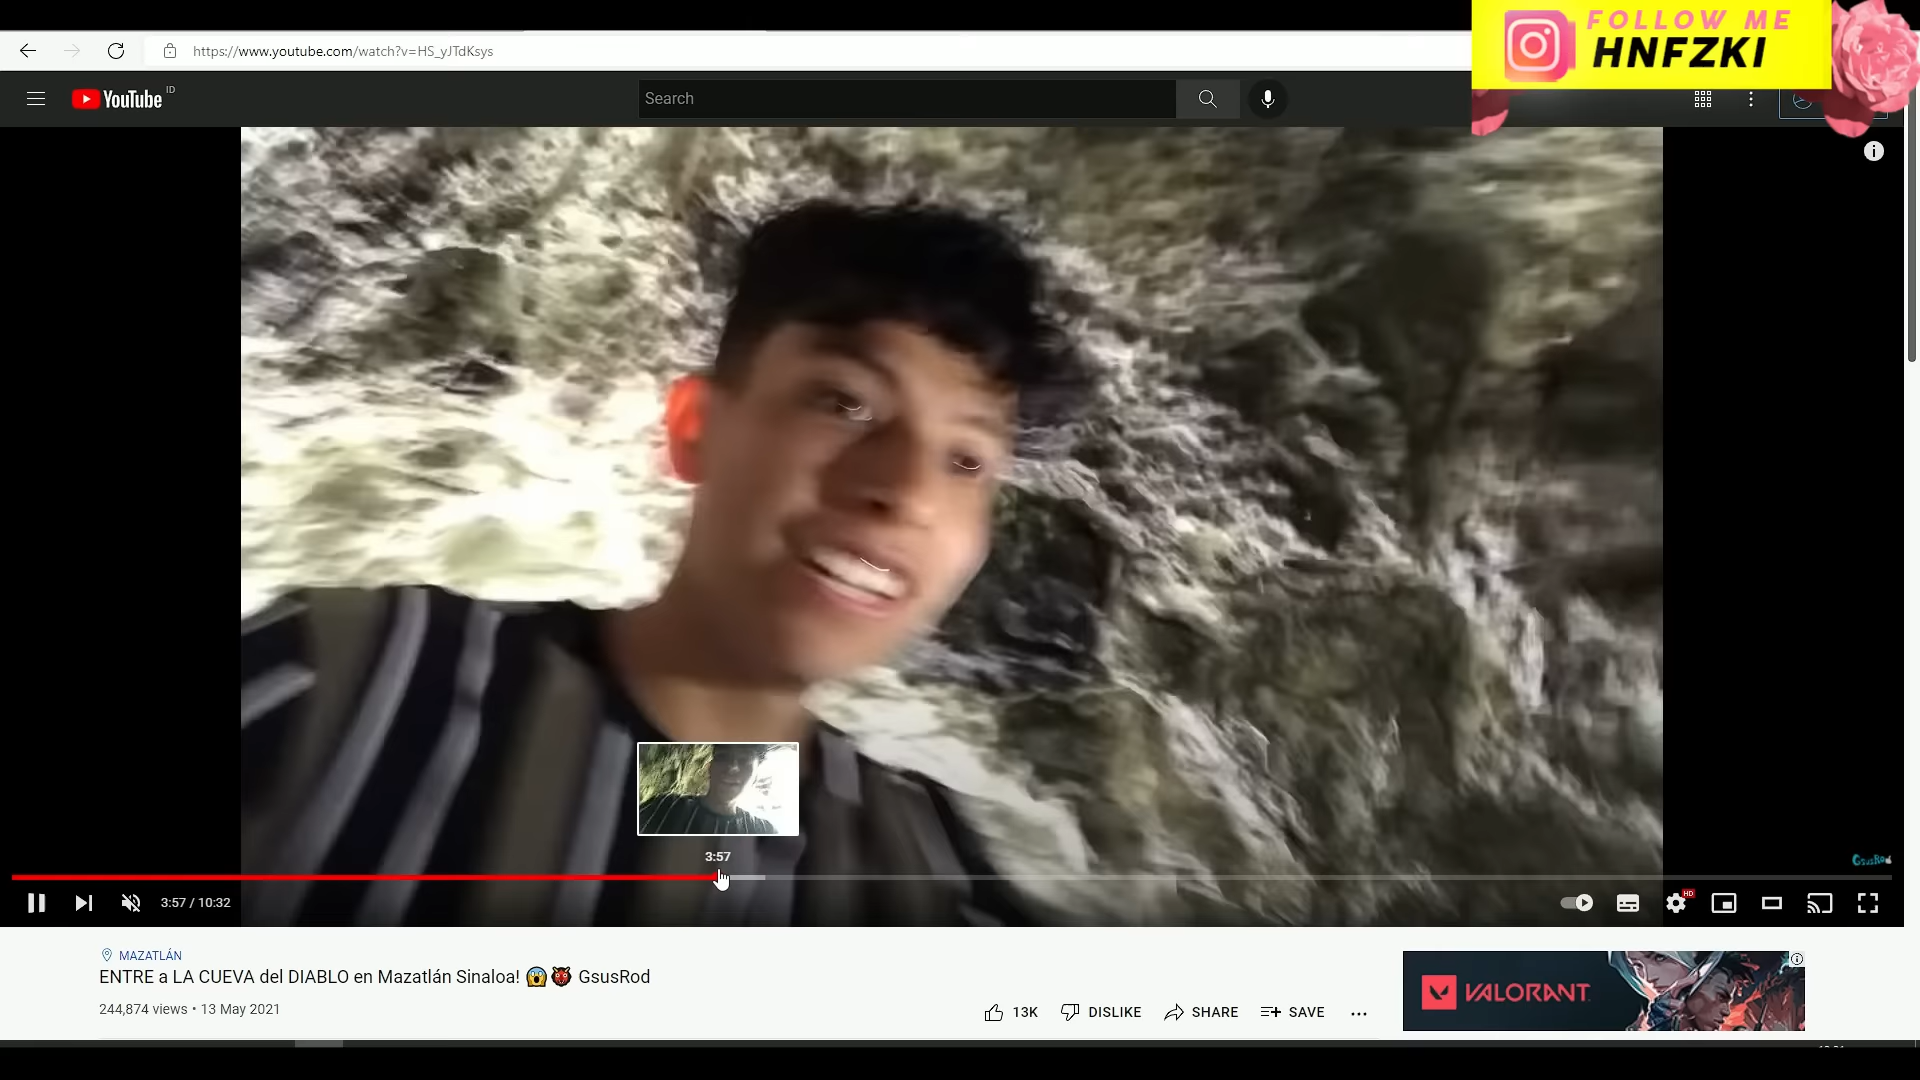 FOLLOW ME
HNFZKI
https://www.youtube.com/watch?v=HS_yJTdKsys
YouTube ID
Search
3:57
GsusRod
HD
3:57 / 10:32
MAZATLÁN
ENTRE a LA CUEVA del DIABLO en Mazatlán Sinaloa! 😱👹 GsusRod
244,874 views • 13 May 2021
13K DISLIKE SHARE SAVE
VALORANT